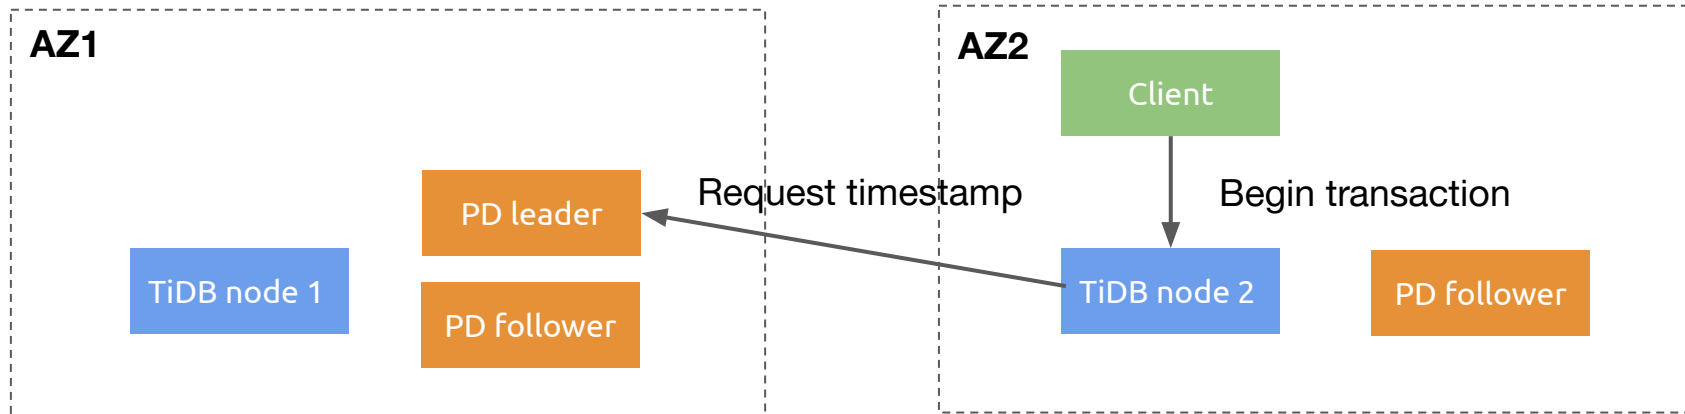 AZ1
PD leader
TiDB node 1
PD follower
Request timestamp
AZ2
Client
Begin transaction
TiDB node 2
PD follower